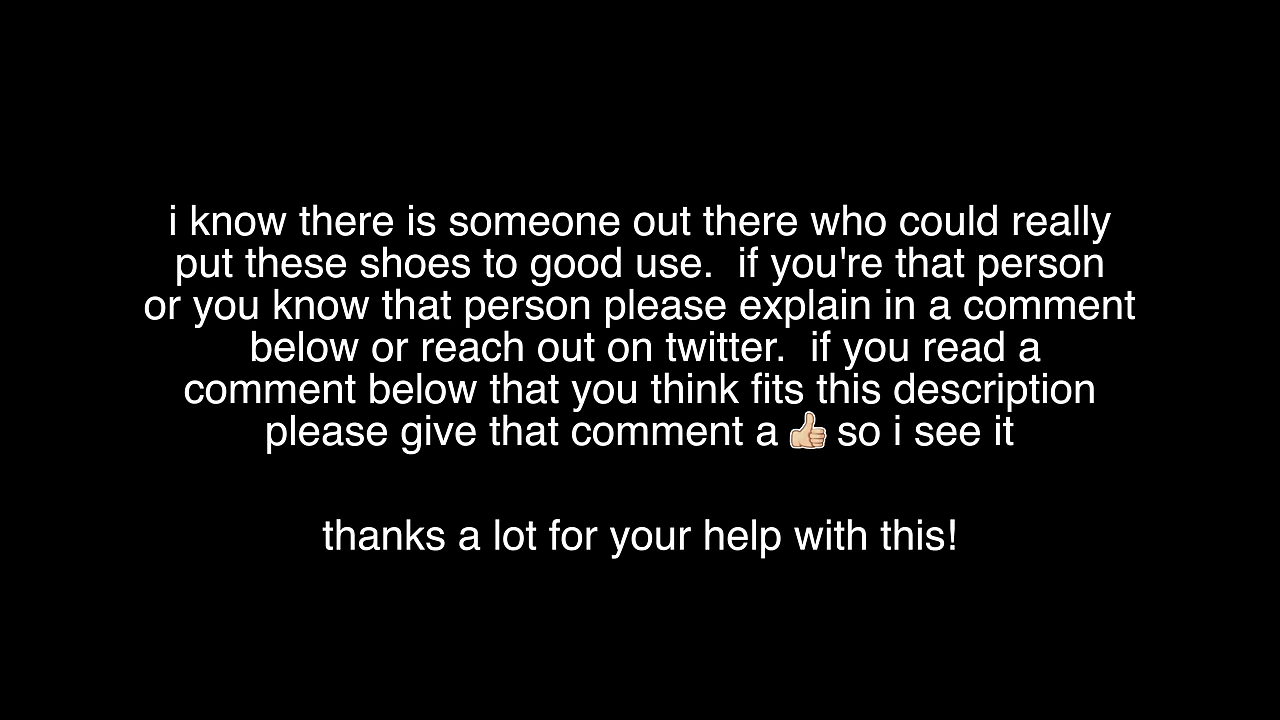 i know there is someone out there who could really
put these shoes to good use.  if you're that person
or you know that person please explain in a comment
below or reach out on twitter.  if you read a
comment below that you think fits this description
please give that comment a 👍🏼 so i see it
thanks a lot for your help with this!